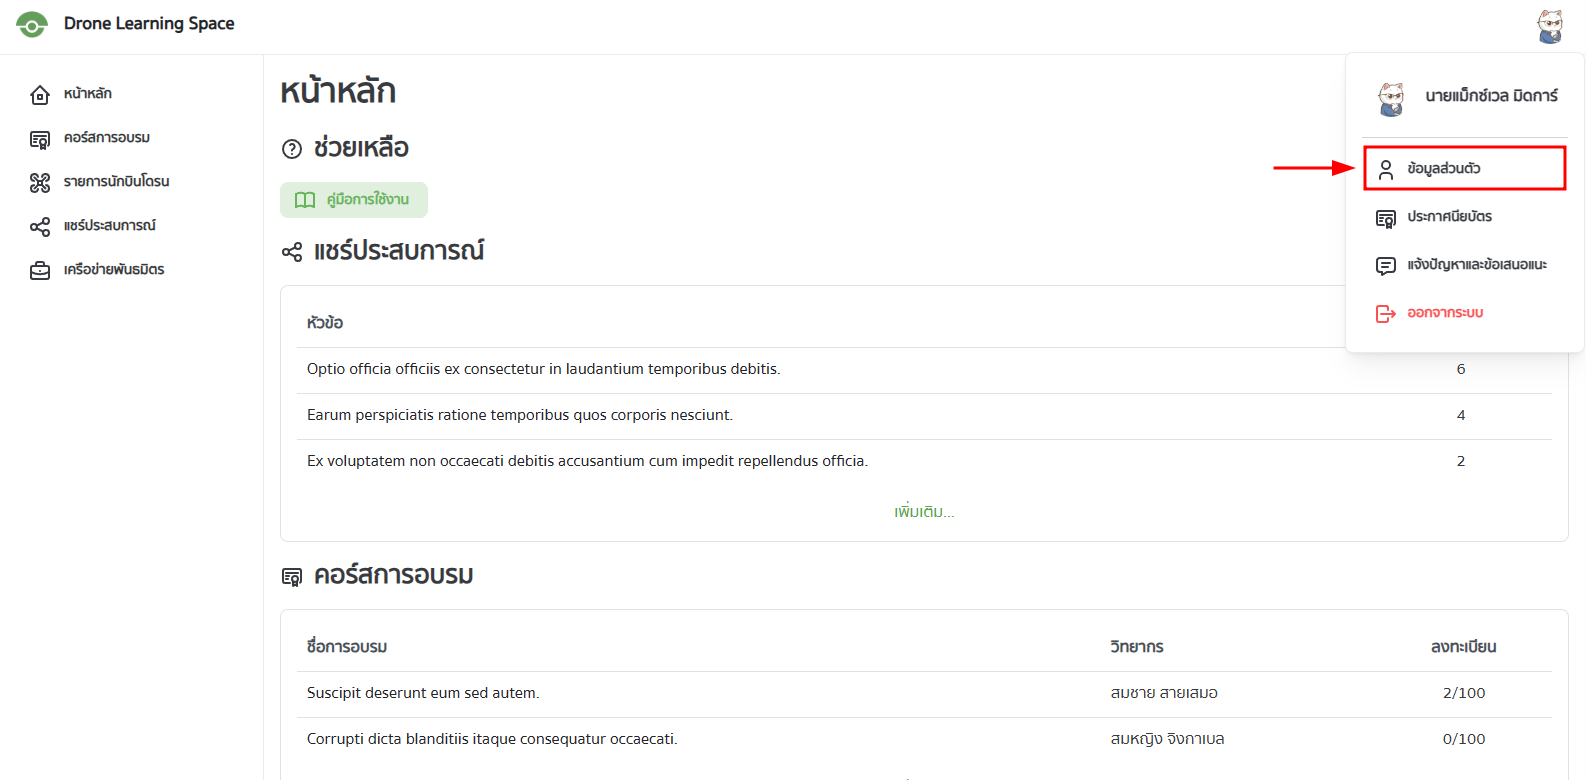 Drone Learning Space
หน้าหลัก
คอร์สการอบรม
รายการนักบินโดรน
แชร์ประสบการณ์
เครือข่ายพันธมิตร
หน้าหลัก
ช่วยเหลือ
คู่มือการใช้งาน
แชร์ประสบการณ์
หัวข้อ
Optio officia officiis ex consectetur in laudantium temporibus debitis. 6
Earum perspiciatis ratione temporibus quos corporis nesciunt. 4
Ex voluptatem non occaecati debitis accusantium cum impedit repellendus officia. 2
เพิ่มเติม...
คอร์สการอบรม
ชื่อการอบรม วิทยากร ลงทะเบียน
Suscipit deserunt eum sed autem. สมชาย สายเสมอ 2/100
Corrupti dicta blanditiis itaque consequatur occaecati. สมหญิง จิงกาเบล 0/100
นายแม็กซ์เวล มิดการ์
ข้อมูลส่วนตัว
ประกาศนียบัตร
แจ้งปัญหาและข้อเสนอแนะ
ออกจากระบบ